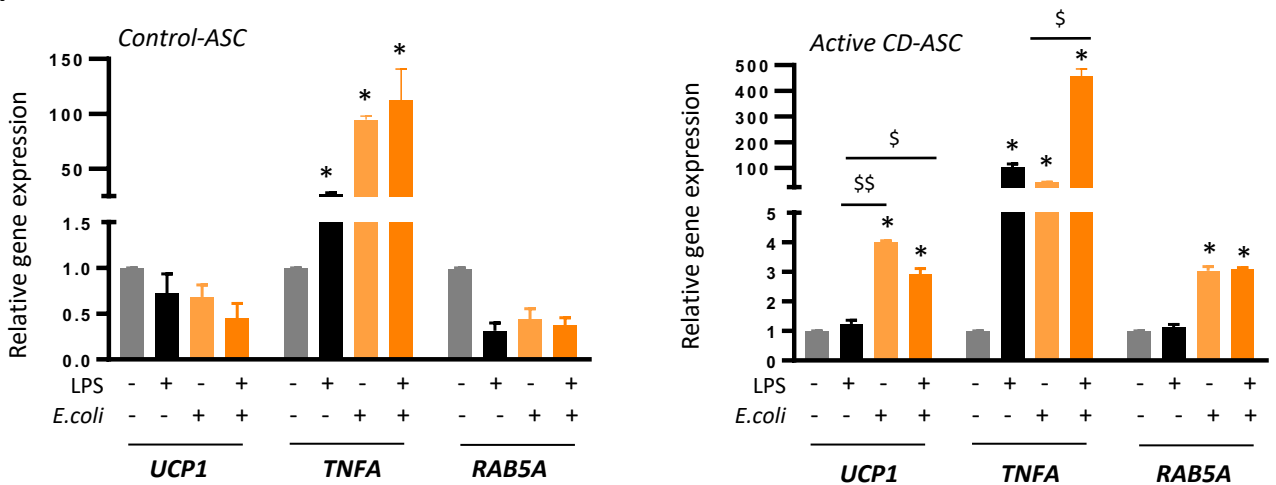 Control-ASC
Relative gene expression
150
100
50
1.5
1.0
0.5
0.0
* * *
LPS - + - + - + - + - + - +
E.coli - - + + - - + + - - + +
UCP1 TNFA RAB5A
Active CD-ASC
Relative gene expression
500
400
300
200
100
5
4
3
2
1
0
$
$
$$
* * * * * * *
LPS - + - + - + - + - + - +
E.coli - - + + - - + + - - + +
UCP1 TNFA RAB5A